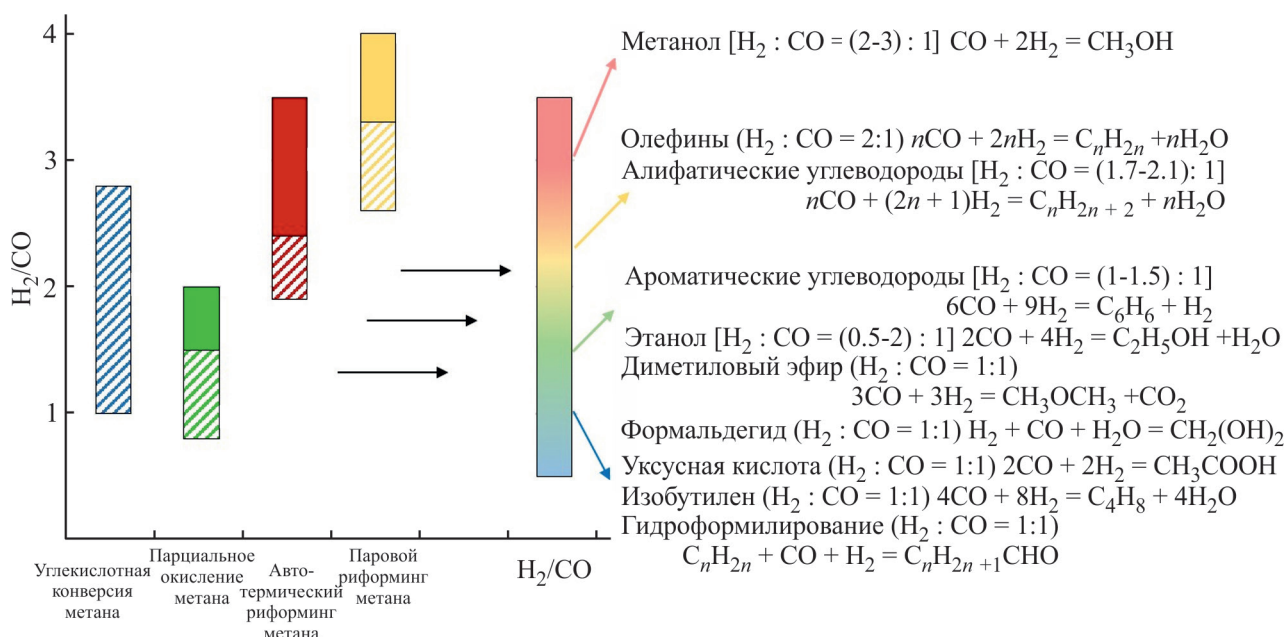 4
3
2
1
H₂/CO
Углекислотная
конверсия
метана
Парциальное
окисление
метана
Авто-
термический
риформинг
метана
Паровой
риформинг
метана
H₂/CO
Метанол [H₂ : CO = (2-3) : 1] CO + 2H₂ = CH₃OH
Олефины (H₂ : CO = 2:1) nCO + 2nH₂ = CₙH₂ₙ +nH₂O
Алифатические углеводороды [H₂ : CO = (1.7-2.1): 1]
nCO + (2n + 1)H₂ = CₙH₂ₙ ₊ ₂ + nH₂O
Ароматические углеводороды [H₂ : CO = (1-1.5) : 1]
6CO + 9H₂ = C₆H₆ + H₂
Этанол [H₂ : CO = (0.5-2) : 1] 2CO + 4H₂ = C₂H₅OH +H₂O
Диметиловый эфир (H₂ : CO = 1:1)
3CO + 3H₂ = CH₃OCH₃ +CO₂
Формальдегид (H₂ : CO = 1:1) H₂ + CO + H₂O = CH₂(OH)₂
Уксусная кислота (H₂ : CO = 1:1) 2CO + 2H₂ = CH₃COOH
Изобутилен (H₂ : CO = 1:1) 4CO + 8H₂ = C₄H₈ + 4H₂O
Гидроформилирование (H₂ : CO = 1:1)
CₙH₂ₙ + CO + H₂ = CₙH₂ₙ ₊₁CHO